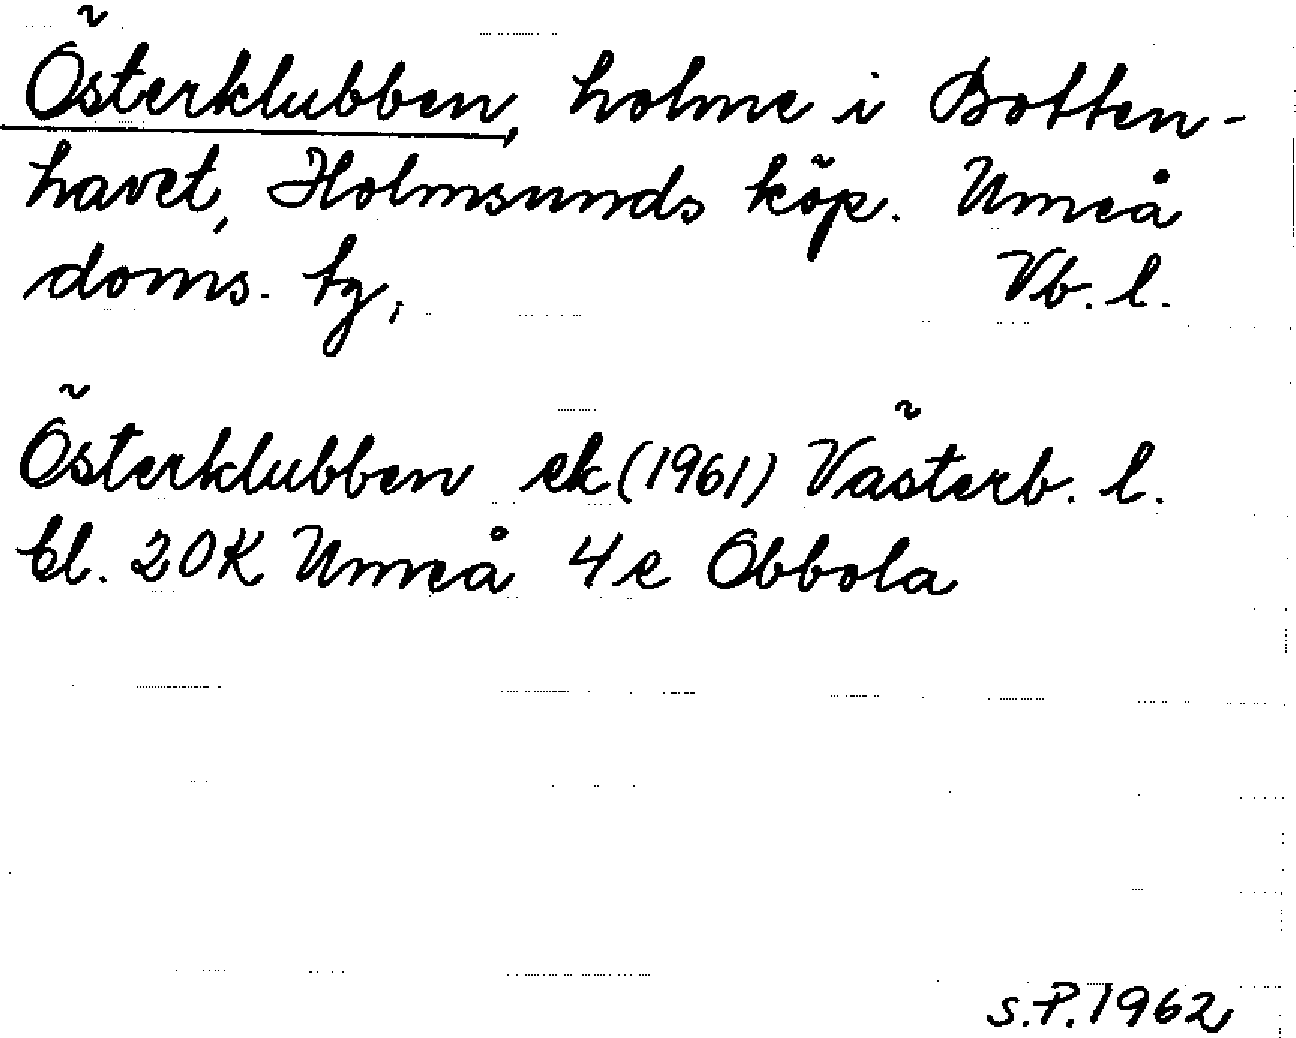 Österklubben, holme i Botten-
havet, Holmsunds köp. Umeå
doms. tg, Vb. l.
Österklubben ek (1961) Västerb. l.
bl. 20K Umeå 4e Obbola
S.P. 1962